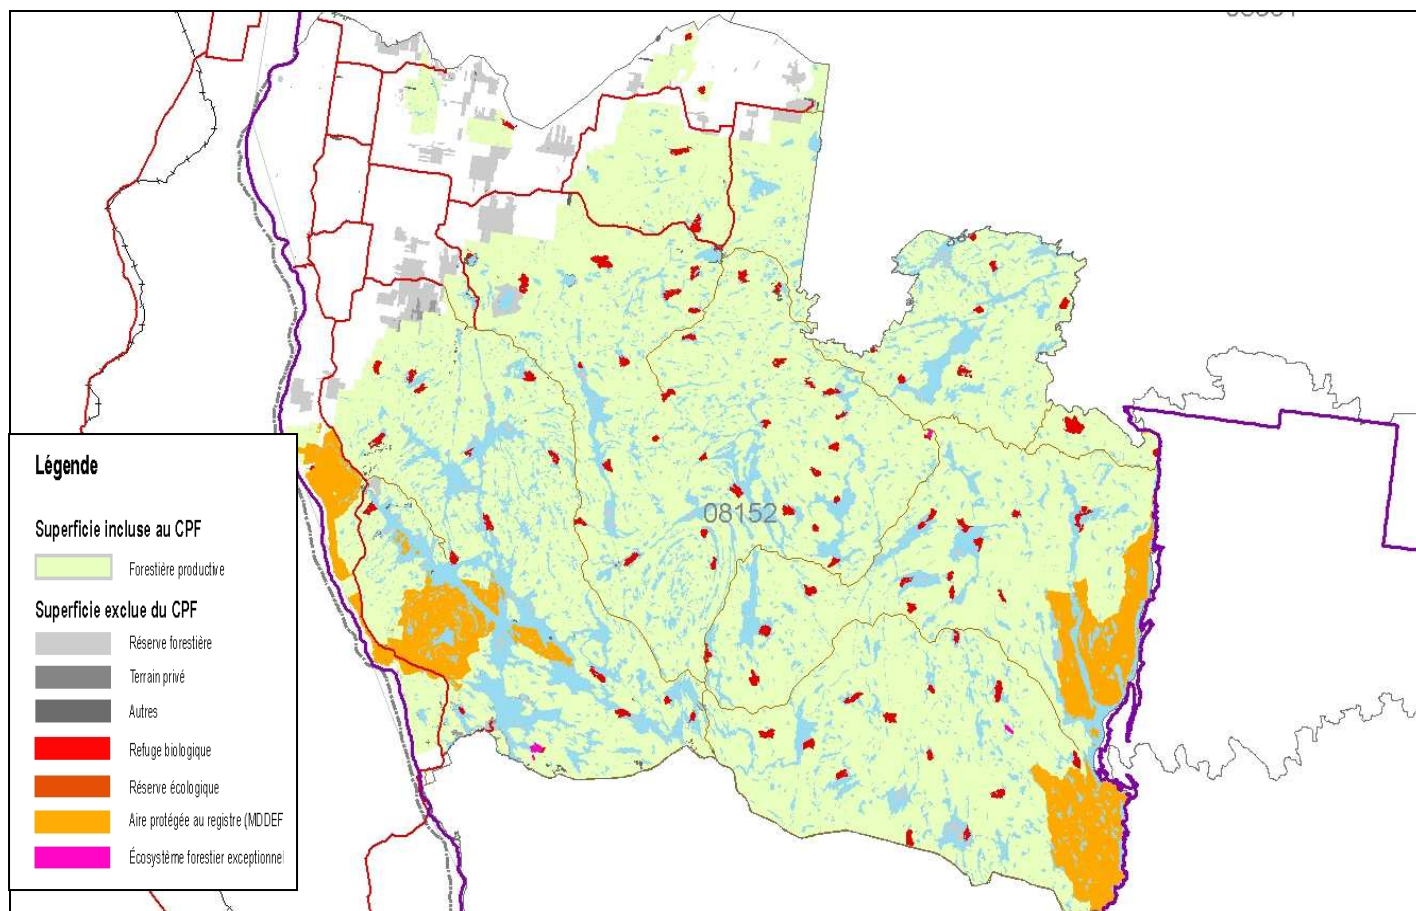 Légende
Superficie incluse au CPF
Forestière productive
Superficie exclue du CPF
Réserve forestière
Terrain privé
Autres
Refuge biologique
Réserve écologique
Aire protégée au registre (MDDEF
Écosystème forestier exceptionnel
08152